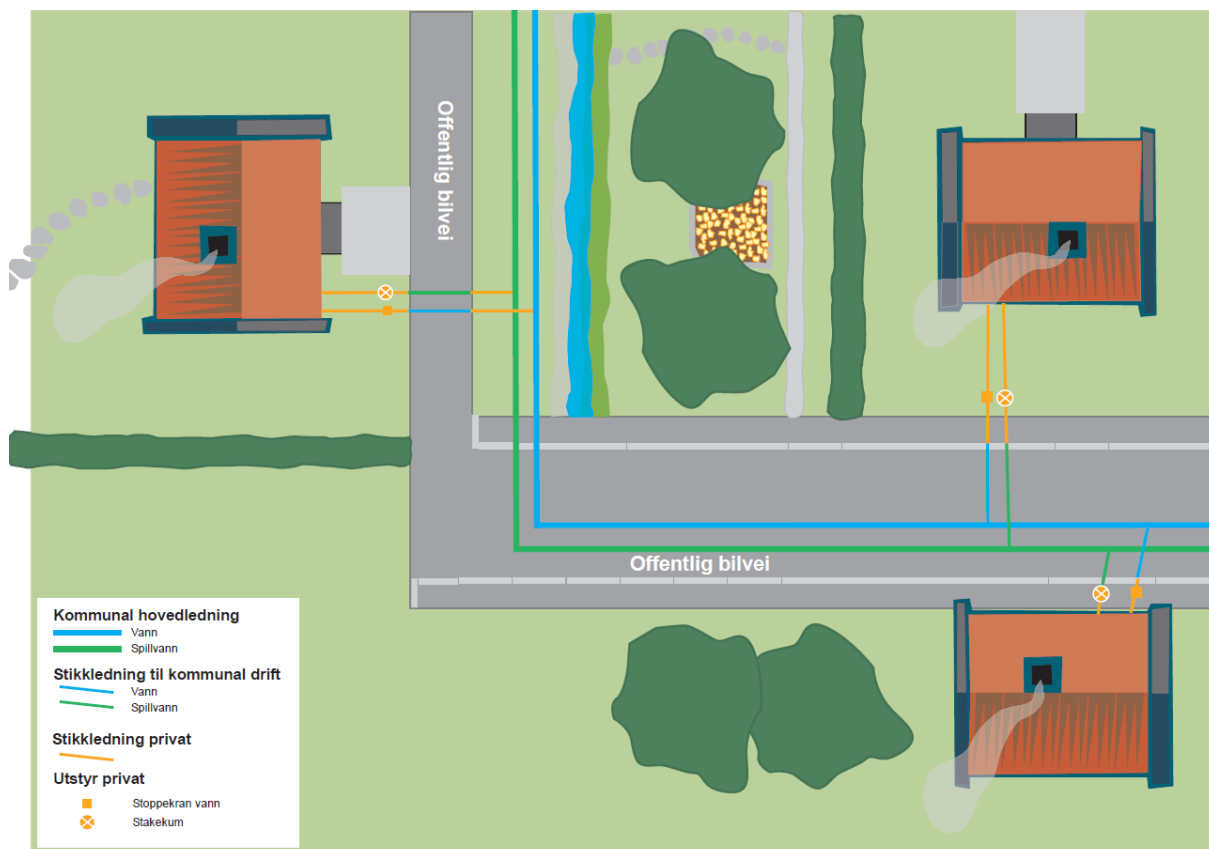 Offentlig bilvei
Offentlig bilvei
Kommunal hovedledning
Vann
Spillvann
Stikkledning til kommunal drift
Vann
Spillvann
Stikkledning privat
Utstyr privat
Stoppekran vann
Stakekum